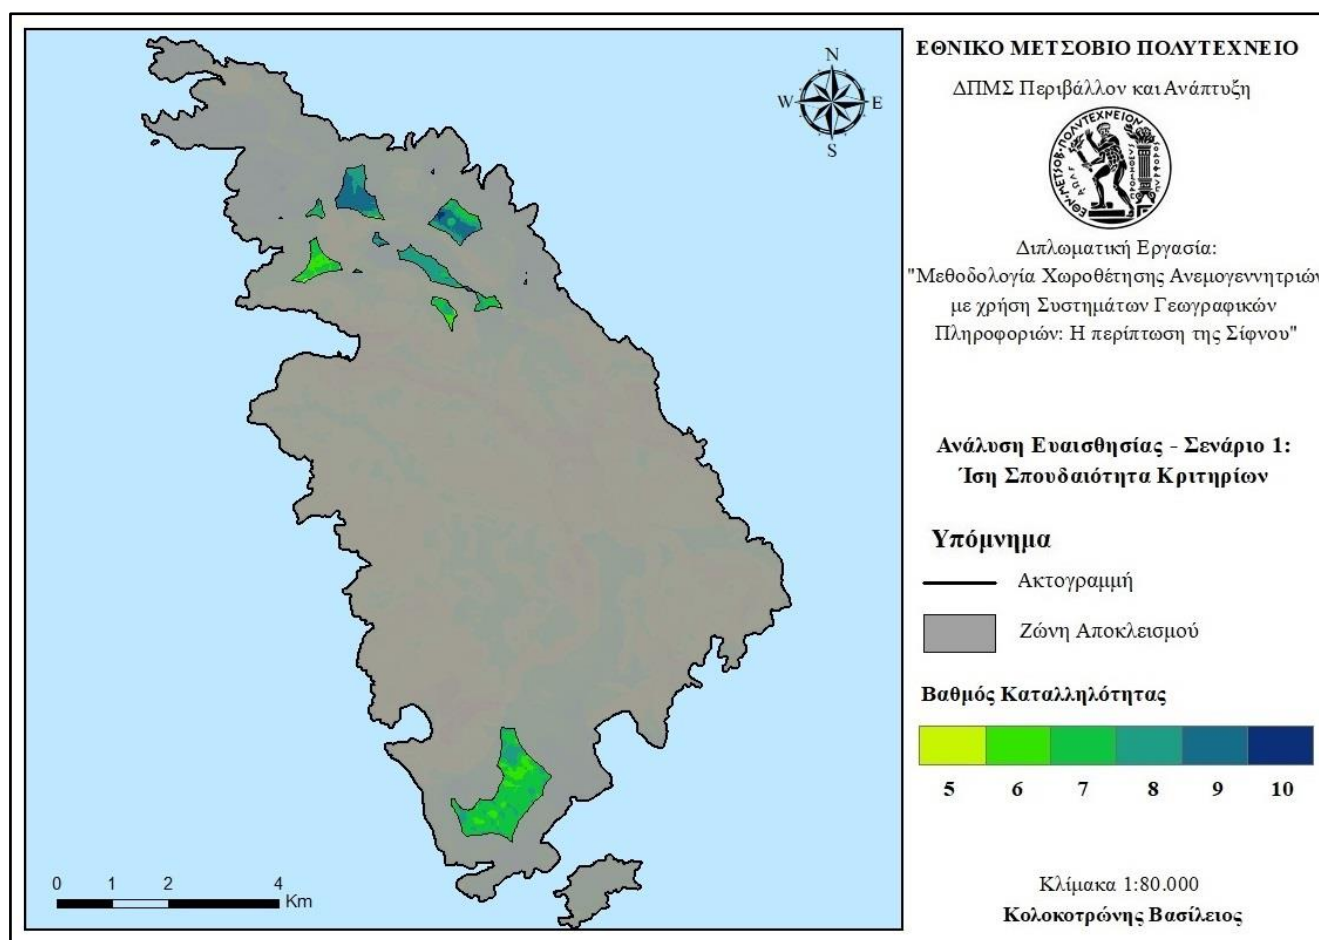 ΕΘΝΙΚΟ ΜΕΤΣΟΒΙΟ ΠΟΛΥΤΕΧΝΕΙΟ
ΔΠΜΣ Περιβάλλον και Ανάπτυξη
Διπλωματική Εργασία:
"Μεθοδολογία Χωροθέτησης Ανεμογεννητριών
με χρήση Συστημάτων Γεωγραφικών
Πληροφοριών: Η περίπτωση της Σίφνου"
Ανάλυση Ευαισθησίας - Σενάριο 1:
Ίση Σπουδαιότητα Κριτηρίων
Υπόμνημα
Ακτογραμμή
Ζώνη Αποκλεισμού
Βαθμός Καταλληλότητας
5 6 7 8 9 10
Κλίμακα 1:80.000
Κολοκοτρώνης Βασίλειος
N
W E
S
0 1 2 4
Km